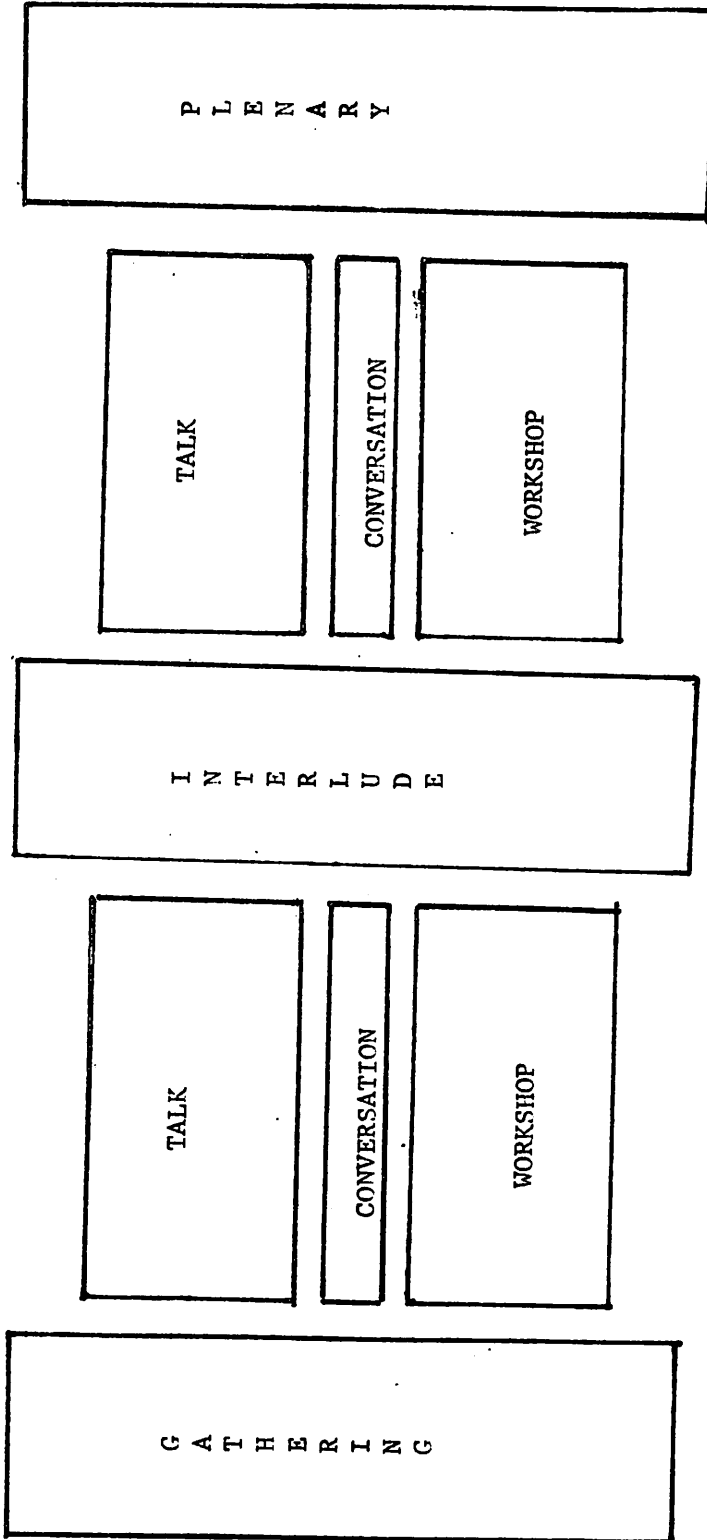 GATHERING
TALK
CONVERSATION
WORKSHOP
INTERLUDE
TALK
CONVERSATION
WORKSHOP
PLENARY